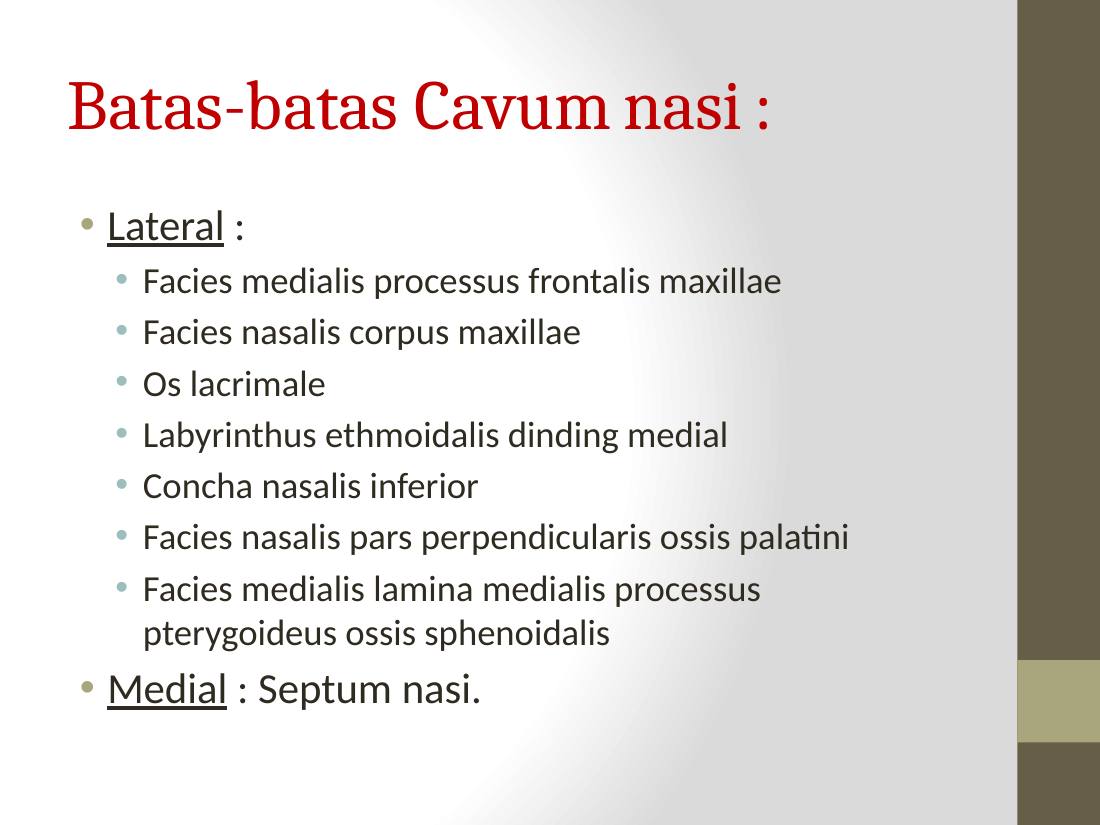 Batas-batas Cavum nasi :
• Lateral :
• Facies medialis processus frontalis maxillae
• Facies nasalis corpus maxillae
• Os lacrimale
• Labyrinthus ethmoidalis dinding medial
• Concha nasalis inferior
• Facies nasalis pars perpendicularis ossis palatini
• Facies medialis lamina medialis processus
pterygoideus ossis sphenoidalis
• Medial : Septum nasi.